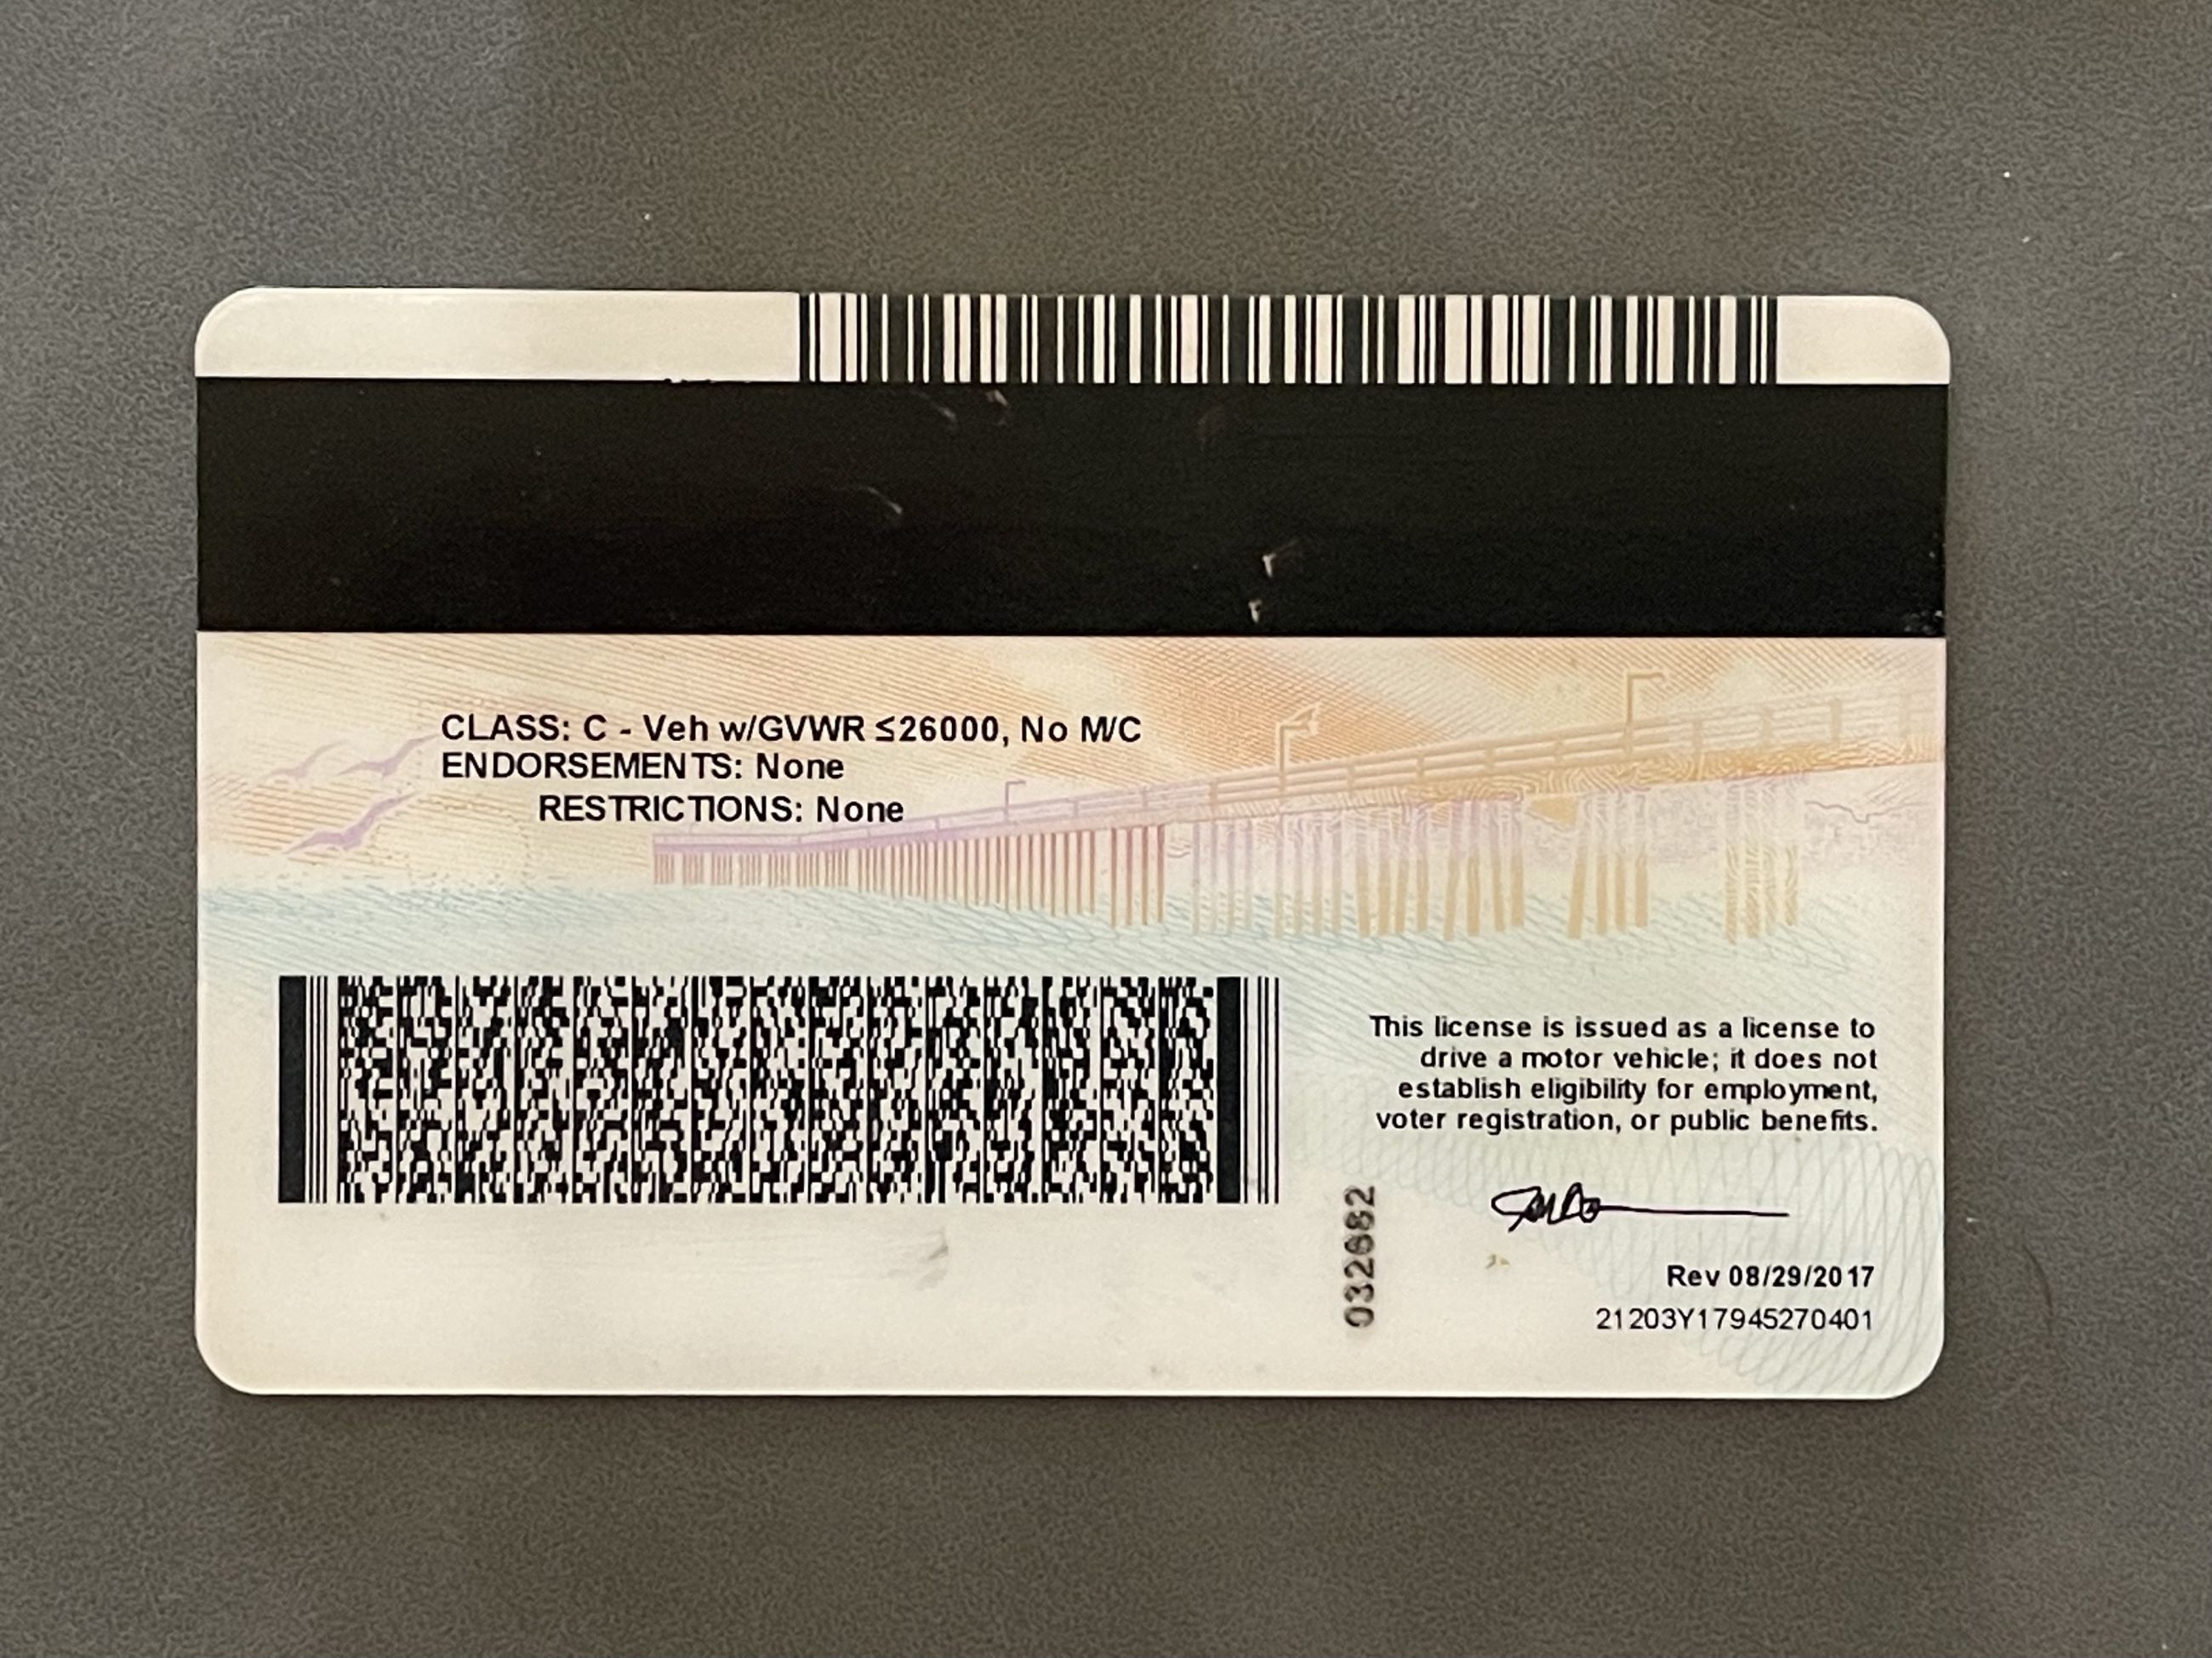 CLASS: C - Veh w/GVWR ≤26000, No M/C
ENDORSEMENTS: None
RESTRICTIONS: None
This license is issued as a license to
drive a motor vehicle; it does not
establish eligibility for employment,
voter registration, or public benefits.
032682
Rev 08/29/2017
21203Y17945270401